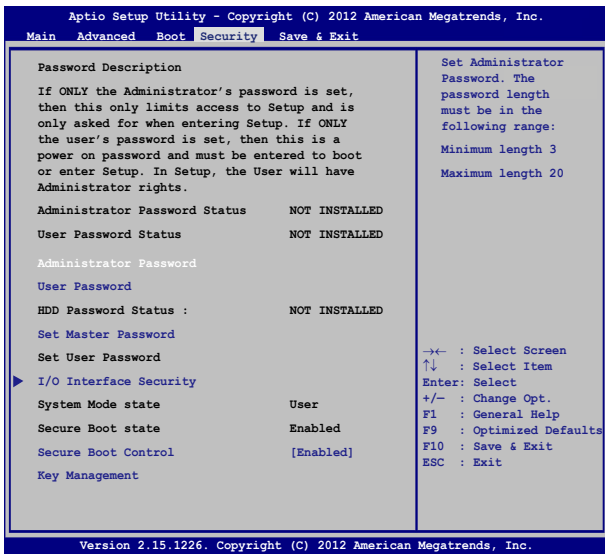 Aptio Setup Utility - Copyright (C) 2012 American Megatrends, Inc.
Main Advanced Boot Security Save & Exit
Password Description
If ONLY the Administrator's password is set,
then this only limits access to Setup and is
only asked for when entering Setup. If ONLY
the user's password is set, then this is a
power on password and must be entered to boot
or enter Setup. In Setup, the User will have
Administrator rights.
Administrator Password Status NOT INSTALLED
User Password Status NOT INSTALLED
Administrator Password
User Password
HDD Password Status : NOT INSTALLED
Set Master Password
Set User Password
I/O Interface Security
System Mode state User
Secure Boot state Enabled
Secure Boot Control [Enabled]
Key Management
Set Administrator
Password. The
password length
must be in the
following range:
Minimum length 3
Maximum length 20
→← : Select Screen
↑↓ : Select Item
Enter: Select
+/— : Change Opt.
F1 : General Help
F9 : Optimized Defaults
F10 : Save & Exit
ESC : Exit
Version 2.15.1226. Copyright (C) 2012 American Megatrends, Inc.